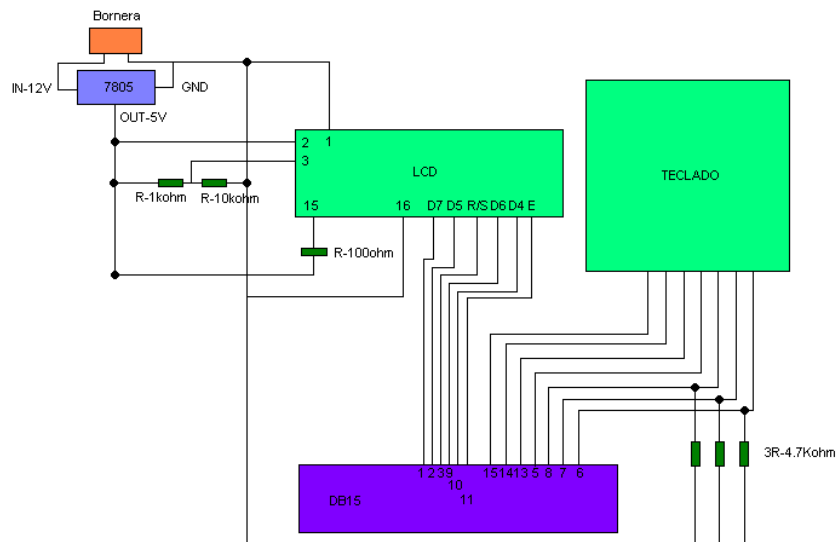 Bornera
7805
IN-12V
GND
OUT-5V
2 1
3
LCD
R-1kohm
R-10kohm
15 16 D7 D5 R/S D6 D4 E
R-100ohm
TECLADO
1 2 3 9 15 14 13 5 8 7 6
10
11
DB15
3R-4.7Kohm